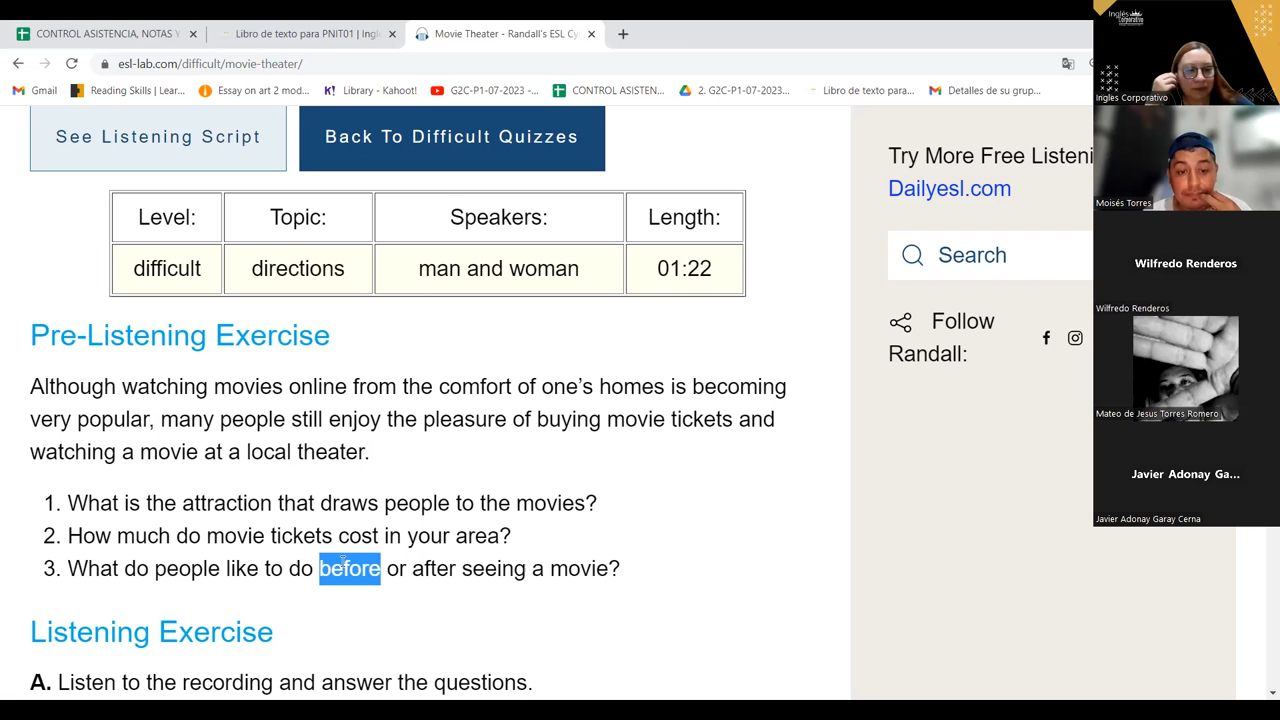 CONTROL ASISTENCIA, NOTAS Y
Libro de texto para PNIT01 | Ingl
Movie Theater - Randall's ESL Cy
esl-lab.com/difficult/movie-theater/
Gmail
Reading Skills | Lear...
Essay on art 2 mod...
Library - Kahoot!
G2C-P1-07-2023 -...
CONTROL ASISTEN...
2. G2C-P1-07-2023...
Libro de texto para...
Detalles de su grup...
See Listening Script
Back To Difficult Quizzes
Level:
Topic:
Speakers:
Length:
difficult
directions
man and woman
01:22
Pre-Listening Exercise
Although watching movies online from the comfort of one's homes is becoming
very popular, many people still enjoy the pleasure of buying movie tickets and
watching a movie at a local theater.
1. What is the attraction that draws people to the movies?
2. How much do movie tickets cost in your area?
3. What do people like to do before or after seeing a movie?
Listening Exercise
A. Listen to the recording and answer the questions.
Try More Free Listeni
Dailyesl.com
Search
Follow
Randall:
Inglés
Corporativo
Ingles Corporativo
Moisés Torres
Wilfredo Renderos
Wilfredo Renderos
Mateo de Jesus Torres Romero
Javier Adonay Ga...
Javier Adonay Garay Cerna